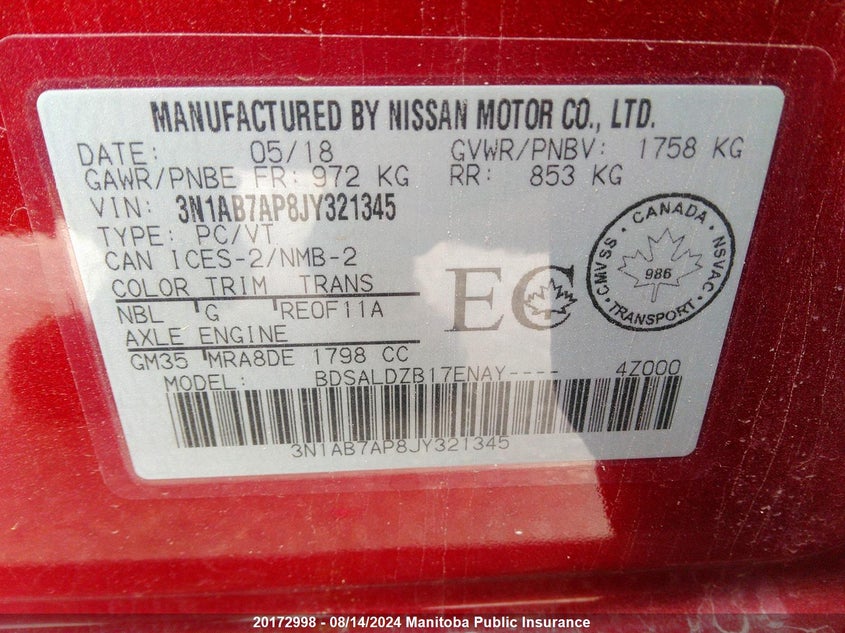 MANUFACTURED BY NISSAN MOTOR CO., LTD.
DATE: 05/18 GVWR/PNBV: 1758 KG
GAWR/PNBE FR: 972 KG RR: 853 KG
VIN: 3N1AB7AP8JY321345
TYPE: PC/VT
CAN ICES-2/NMB-2
COLOR TRIM TRANS
NBL G RE0F11A
AXLE ENGINE
GM35 MRA8DE 1798 CC
MODEL: BDSALDZB17ENAY---- 4Z000
3N1AB7AP8JY321345
EC
CMVSS • CANADA • NSVAC
986
TRANSPORT
20172998 - 08/14/2024 - Manitoba Public Insurance